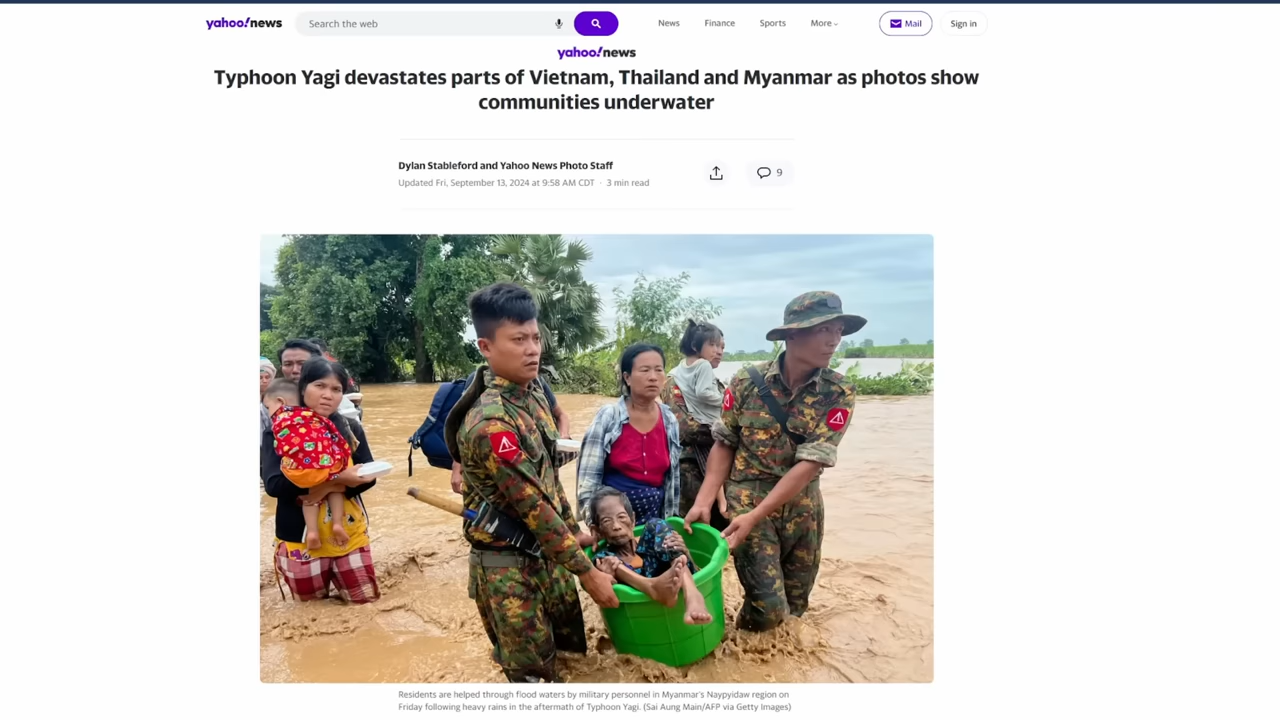 yahoo!news
Search the web
News
Finance
Sports
More
Mail
Sign in
yahoo!news
Typhoon Yagi devastates parts of Vietnam, Thailand and Myanmar as photos show
communities underwater
Dylan Stableford and Yahoo News Photo Staff
Updated Fri, September 13, 2024 at 9:58 AM CDT · 3 min read
9
Residents are helped through flood waters by military personnel in Myanmar's Naypyidaw region on
Friday following heavy rains in the aftermath of Typhoon Yagi. (Sai Aung Main/AFP via Getty Images)